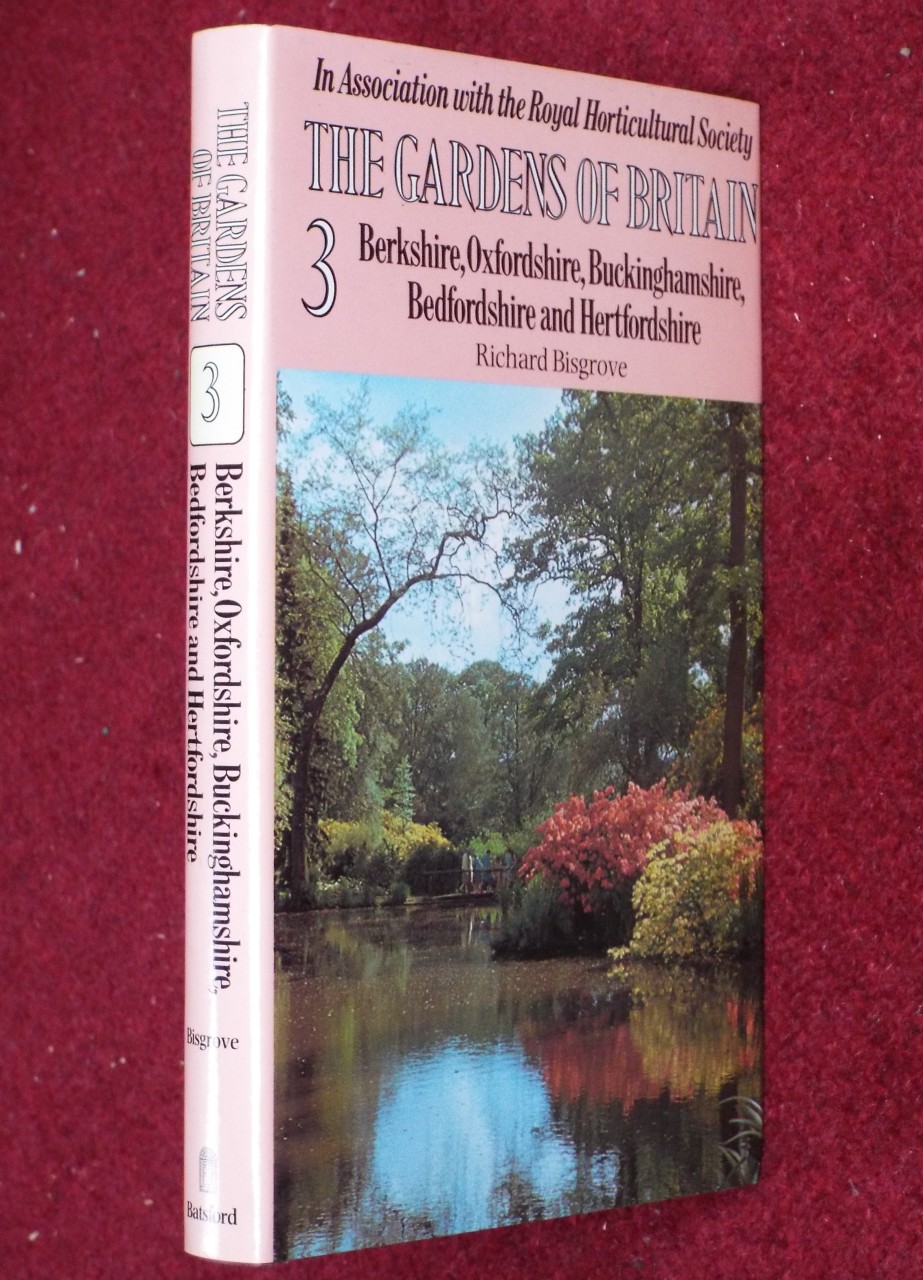 In Association with the Royal Horticultural Society
THE GARDENS OF BRITAIN
3
Berkshire, Oxfordshire, Buckinghamshire,
Bedfordshire and Hertfordshire
Richard Bisgrove
THE GARDENS
OF BRITAIN
3
Berkshire, Oxfordshire, Buckinghamshire,
Bedfordshire and Hertfordshire
Bisgrove
Batsford